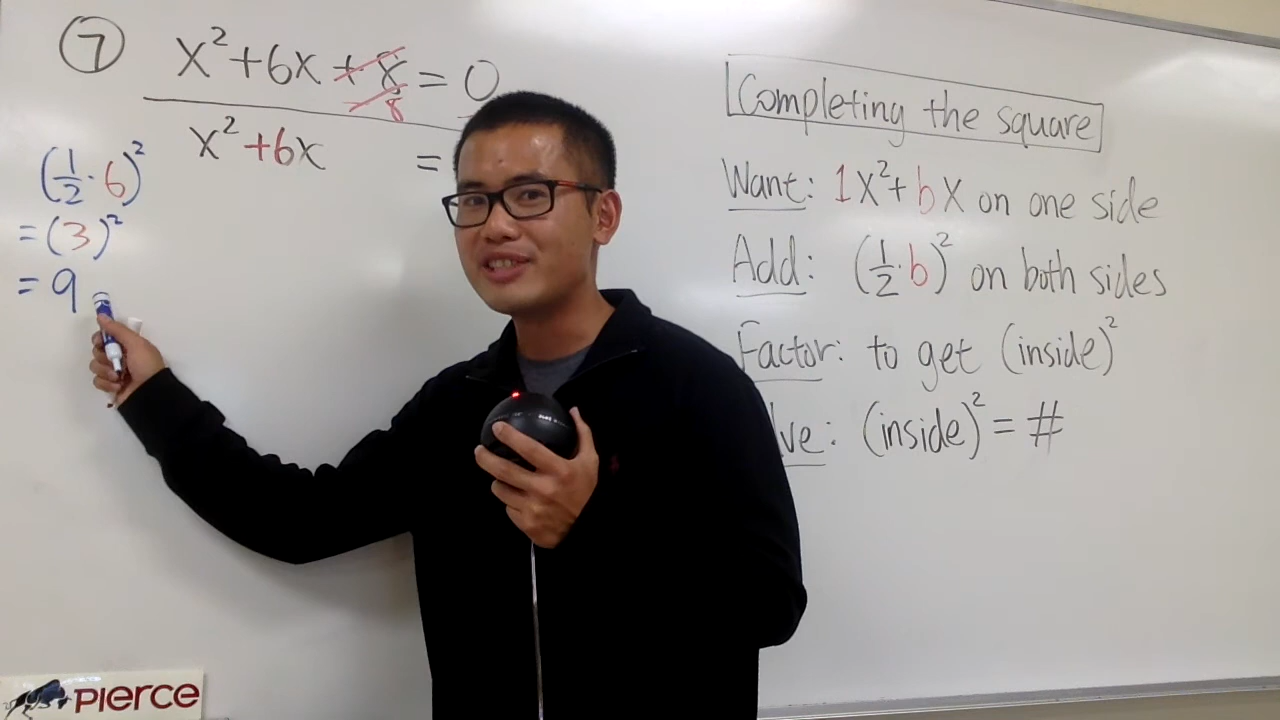 ⑦ x² + 6x + 8 = 0
8
x² + 6x =
(1/2 · 6)²
= (3)²
= 9
Completing the square
Want: 1x² + bx on one side
Add: (1/2 · b)² on both sides
Factor: to get (inside)²
lve: (inside)² = #
PIERCE